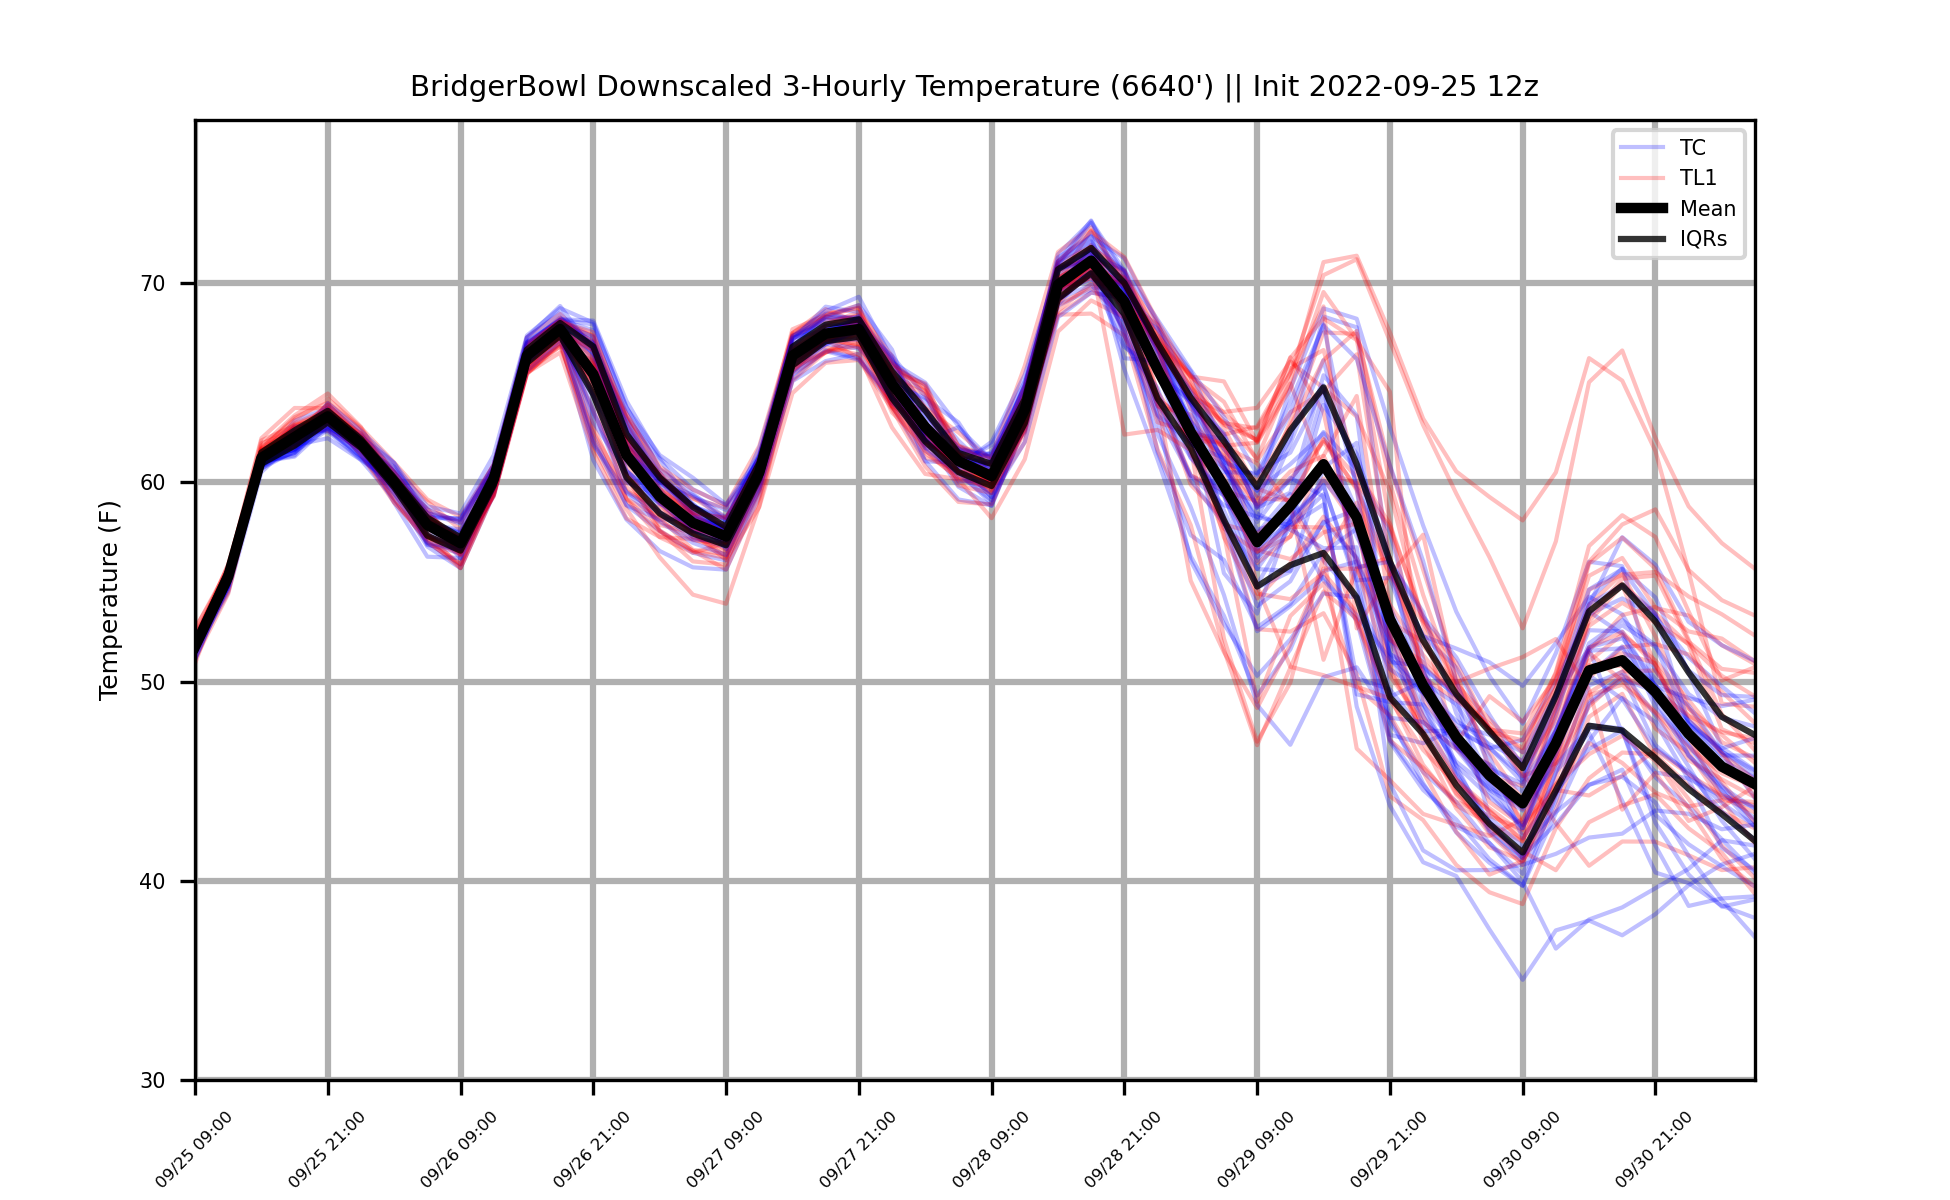 BridgerBowl Downscaled 3-Hourly Temperature (6640') || Init 2022-09-25 12z
TC
TL1
Mean
IQRs
Temperature (F)
70
60
50
40
30
09/25 09:00
09/25 21:00
09/26 09:00
09/26 21:00
09/27 09:00
09/27 21:00
09/28 09:00
09/28 21:00
09/29 09:00
09/29 21:00
09/30 09:00
09/30 21:00